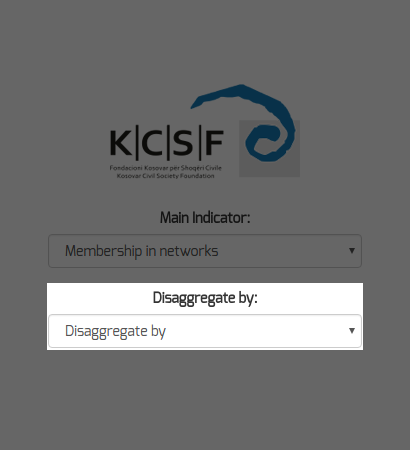 K|C|S|F
Fondacioni Kosovar për Shoqëri Civile
Kosovar Civil Society Foundation
Main Indicator:
Membership in networks
Disaggregate by:
Disaggregate by